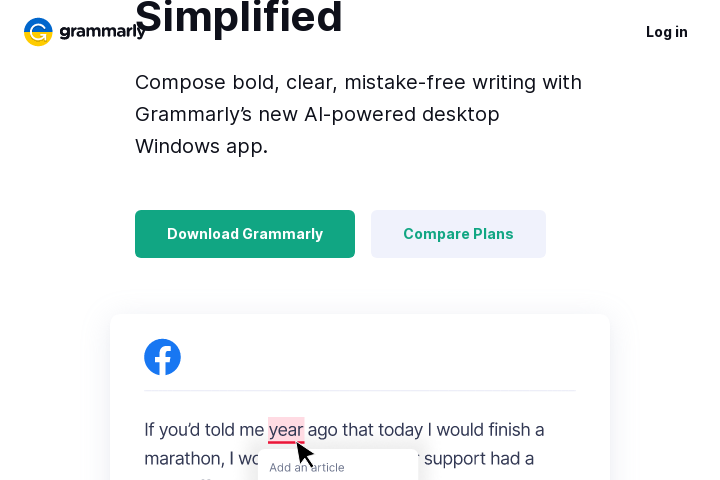 Simplified
grammarly
Log in
Compose bold, clear, mistake-free writing with
Grammarly’s new AI-powered desktop
Windows app.
Download Grammarly
Compare Plans
If you’d told me year ago that today I would finish a
marathon, I wo
support had a
Add an article